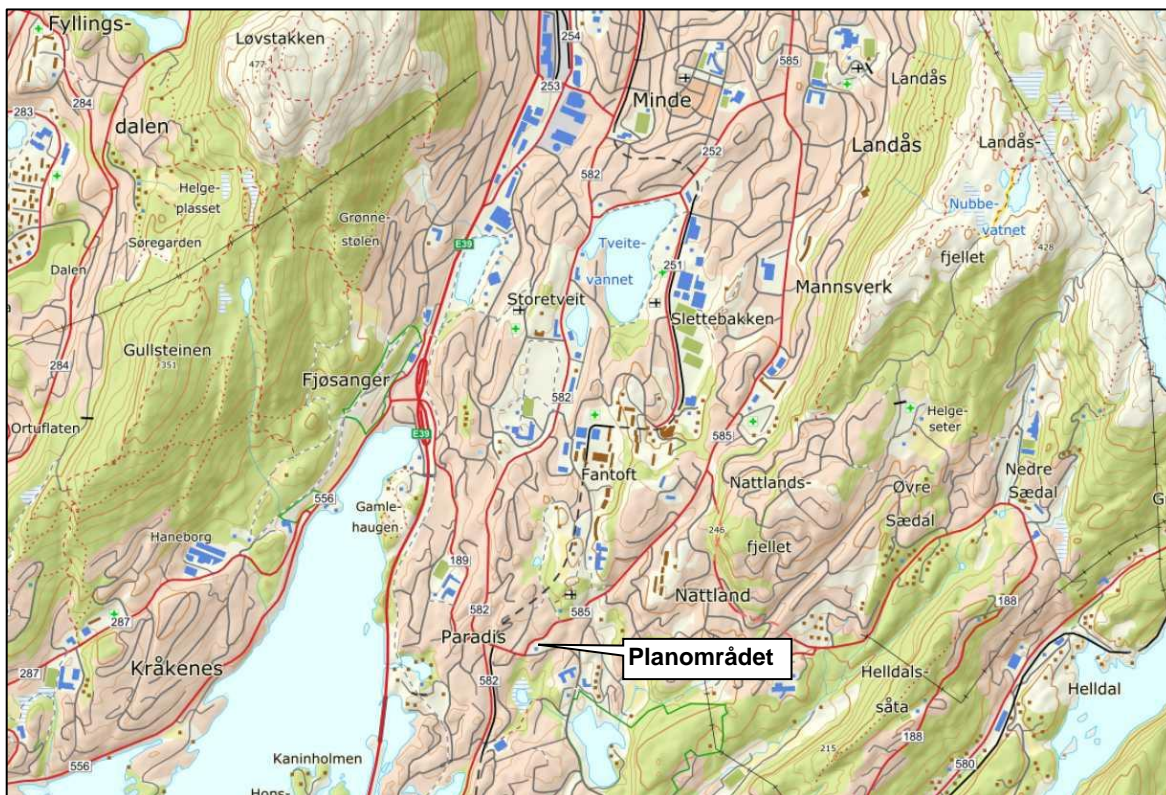 Fyllings-
dalen
Løvstakken
477
254
253
585
Landås
Minde
284
283
Landås
Landås-
252
582
Helge-
plasset
Grønne-
stølen
Nubbe-
vatnet
Søregarden
E39
Tveite-
vannet
428
fjellet
Dalen
251
Mannsverk
Storetveit
Slettebakken
284
Gullsteinen
351
Fjøsanger
582
Ortuflaten
E39
585
Helge-
seter
Fantoft
Nattlands-
fjellet
Øvre
Sædal
Nedre
Sædal
G
556
Gamle-
haugen
246
Haneborg
189
582
585
Nattland
188
287
Paradis
Planområdet
287
Kråkenes
582
Helldals-
såta
Helldal
215
188
Kaninholmen
556
580
Hons-